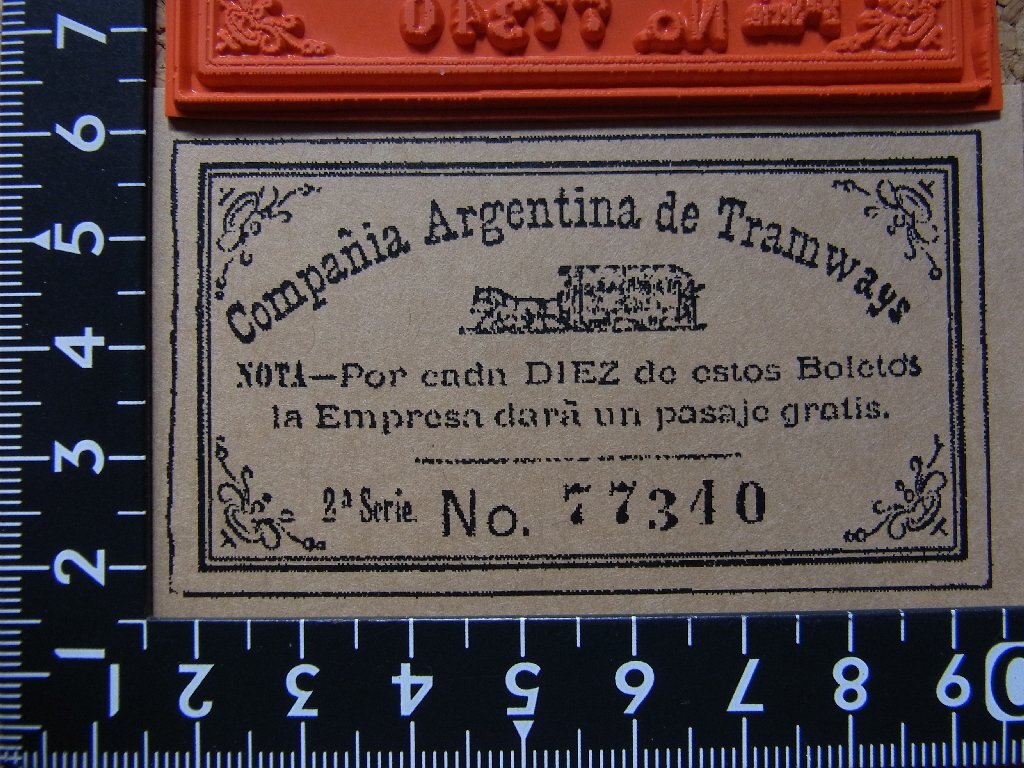 Compañia Argentina de Tramways
NOTA—Por cada DIEZ de estos Boletos
la Empresa dará un pasaje gratis.
2ª Serie. No. 77340
7
6
5
4
3
2
1
1 2 3 4 5 6 7 8 9